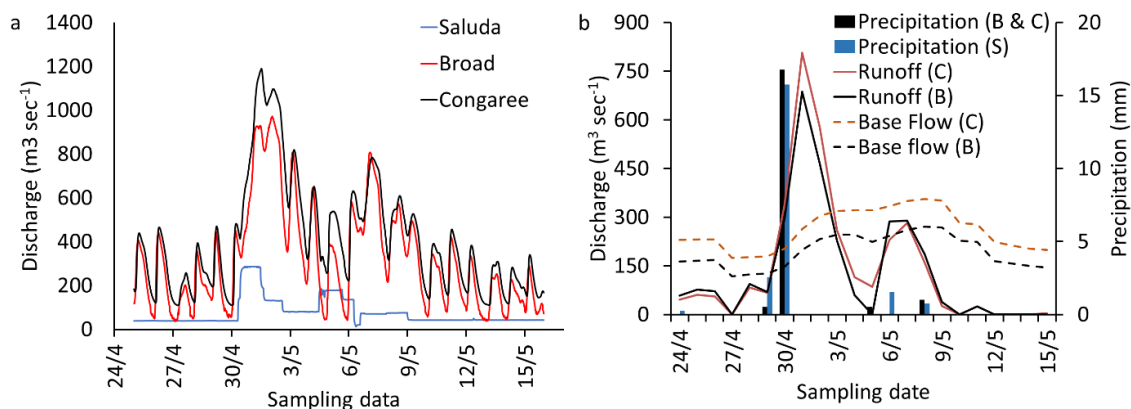 a
1400
1200
1000
800
600
400
200
0
Discharge (m3 sec⁻¹)
Saluda
Broad
Congaree
24/4
27/4
30/4
3/5
6/5
9/5
12/5
15/5
Sampling data
b
900
750
600
450
300
150
0
Discharge (m³ sec⁻¹)
Precipitation (B & C)
Precipitation (S)
Runoff (C)
Runoff (B)
Base Flow (C)
Base flow (B)
20
15
10
5
0
Precipitation (mm)
24/4
27/4
30/4
3/5
6/5
9/5
12/5
15/5
Sampling date